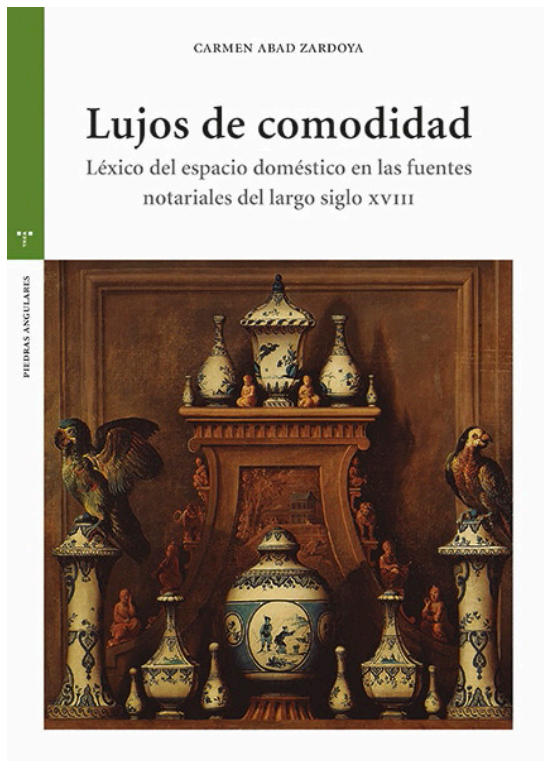 CARMEN ABAD ZARDOYA
Lujos de comodidad
Léxico del espacio doméstico en las fuentes
notariales del largo siglo XVIII
TREA
PIEDRAS ANGULARES